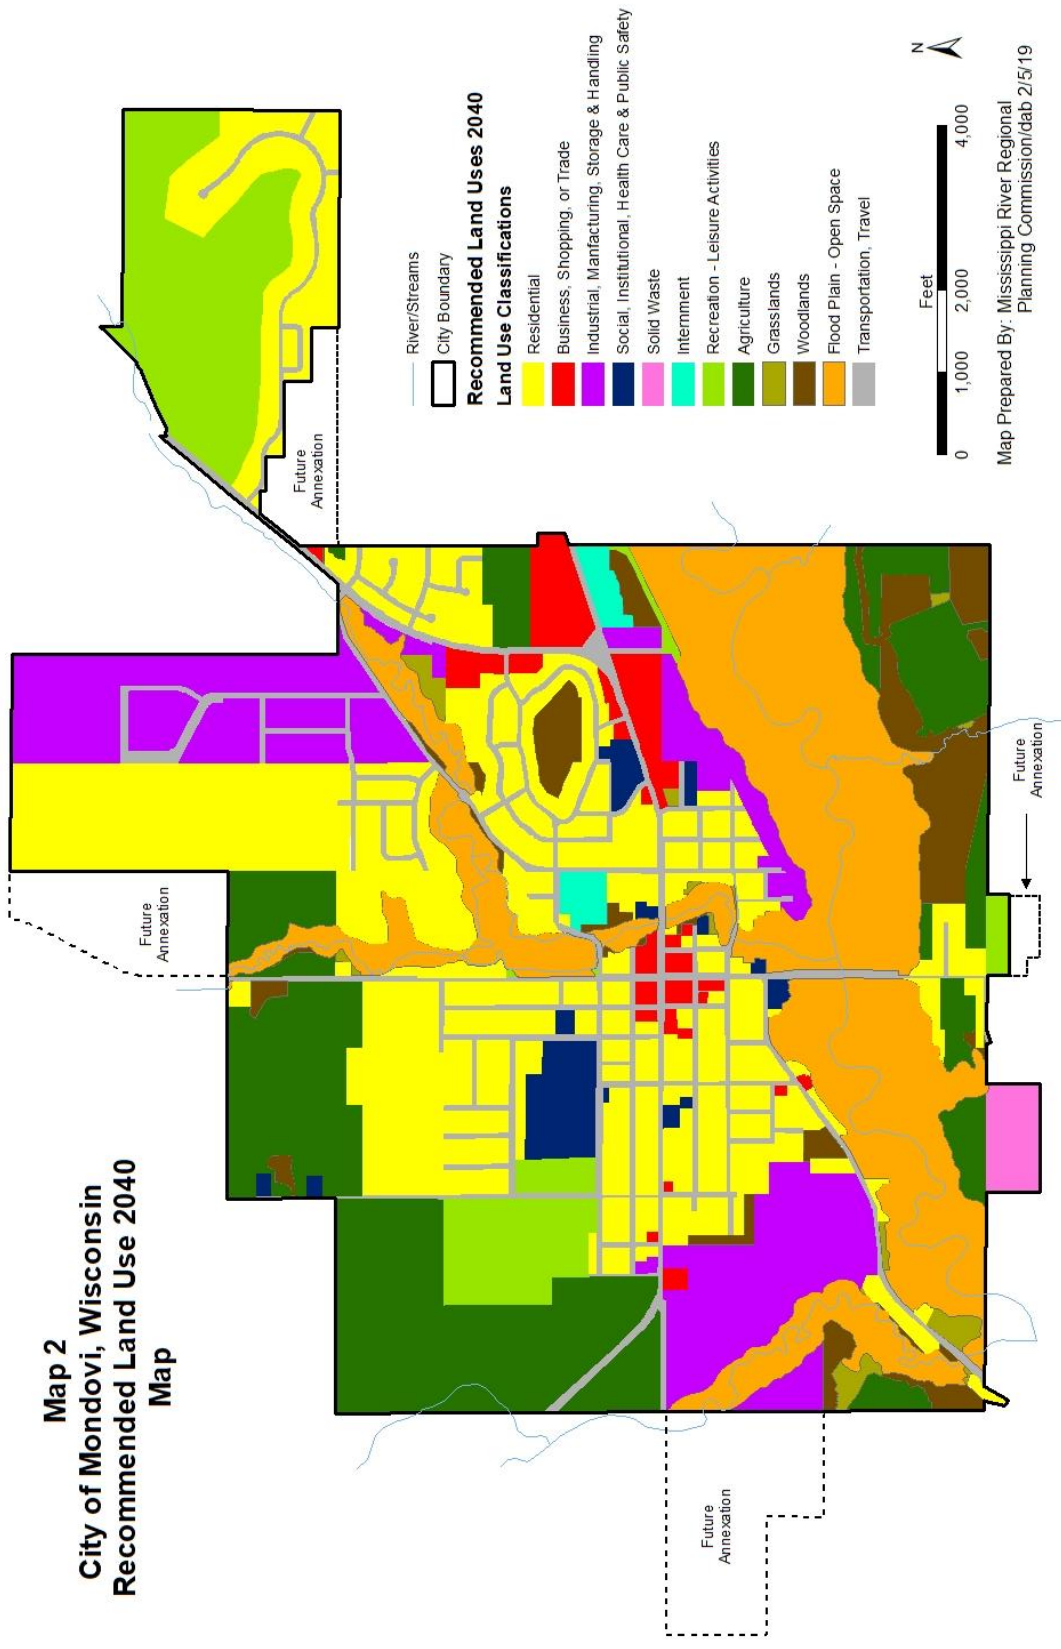 Map 2
City of Mondovi, Wisconsin
Recommended Land Use 2040
Map
Future
Annexation
Future
Annexation
Future
Annexation
Future
Annexation
River/Streams
City Boundary
Recommended Land Uses 2040
Land Use Classifications
Residential
Business, Shopping, or Trade
Industrial, Manfacturing, Storage & Handling
Social, Institutional, Health Care & Public Safety
Solid Waste
Internment
Recreation - Leisure Activities
Agriculture
Grasslands
Woodlands
Flood Plain - Open Space
Transportation, Travel
N
Feet
0 1,000 2,000 4,000
Map Prepared By: Mississippi River Regional
Planning Commission/dab 2/5/19